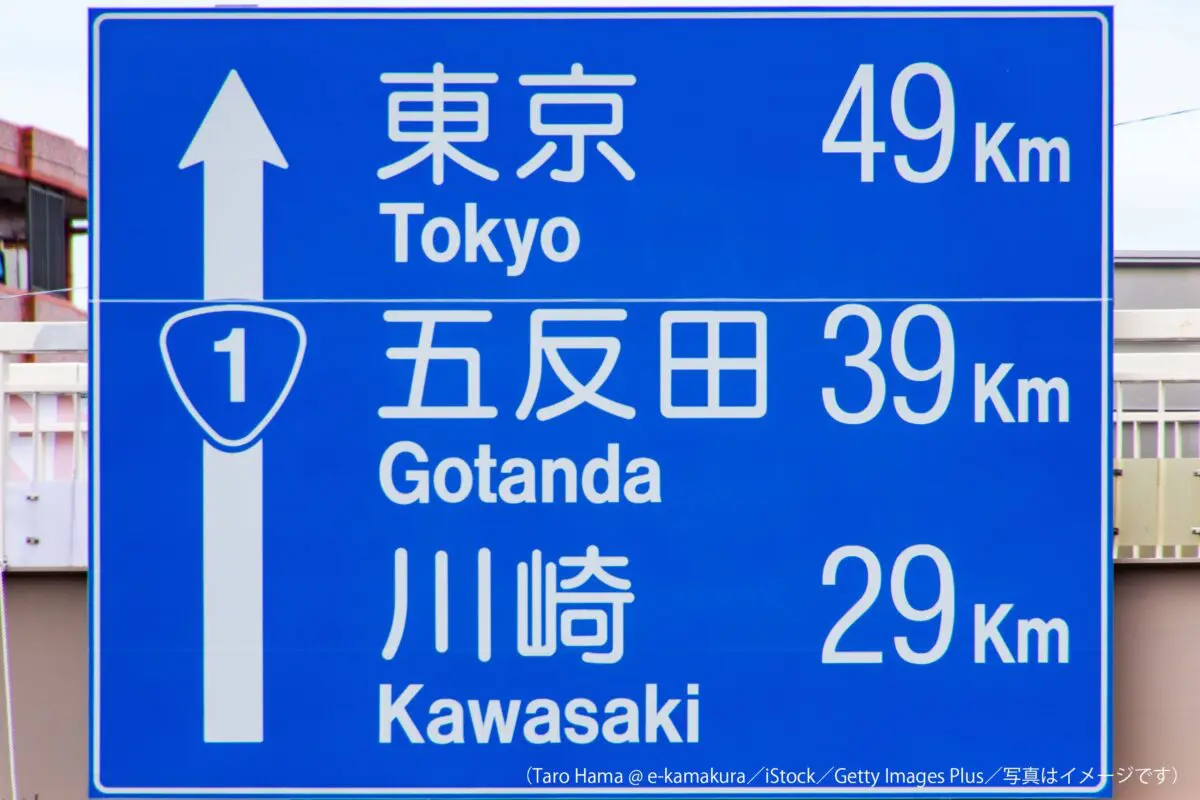 東京 49 Km
Tokyo
1
五反田 39 Km
Gotanda
川崎 29 Km
Kawasaki
（Taro Hama @ e-kamakura／iStock／Getty Images Plus／写真はイメージです）